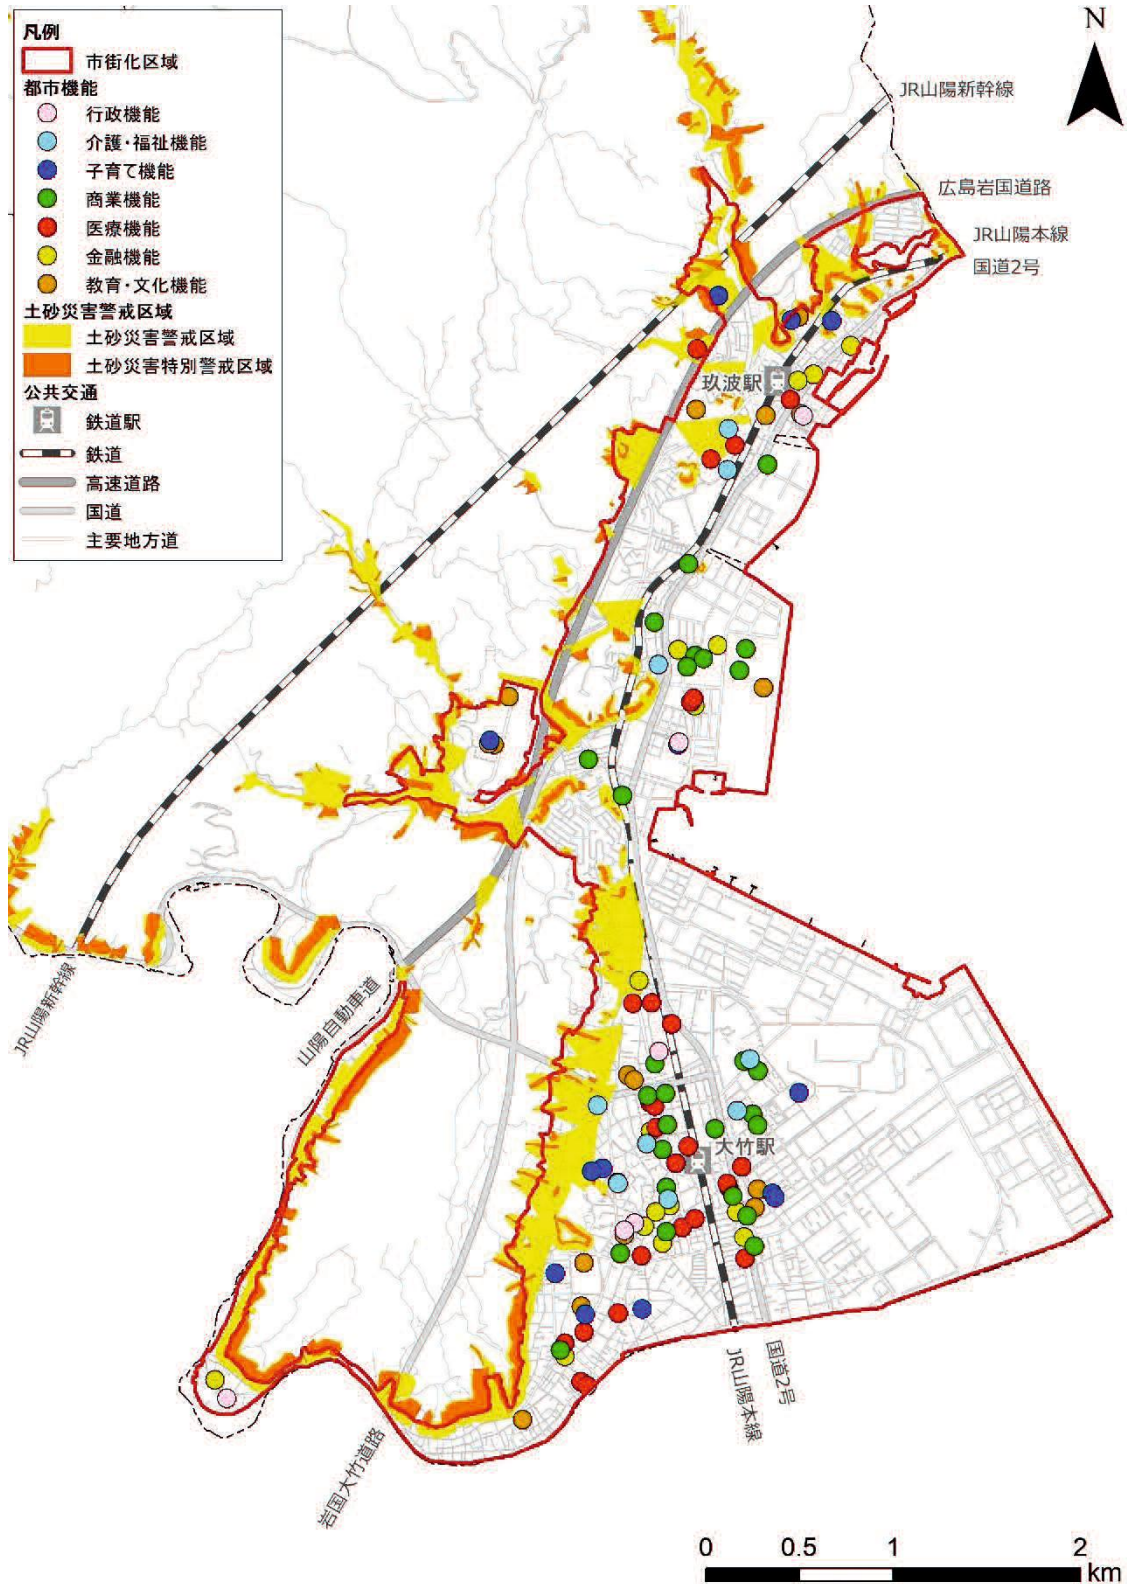 凡例
市街化区域
都市機能
行政機能
介護・福祉機能
子育て機能
商業機能
医療機能
金融機能
教育・文化機能
土砂災害警戒区域
土砂災害警戒区域
土砂災害特別警戒区域
公共交通
鉄道駅
鉄道
高速道路
国道
主要地方道
N
JR山陽新幹線
広島岩国道路
JR山陽本線
国道2号
玖波駅
JR山陽新幹線
山陽自動車道
大竹駅
岩国大竹道路
JR山陽本線
国道2号
0 0.5 1 2
km